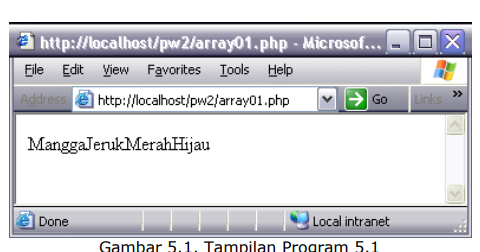 http://localhost/pw2/array01.php - Microsof...
File Edit View Favorites Tools Help
Address http://localhost/pw2/array01.php Go Links »
ManggaJerukMerahHijau
Done Local intranet
Gambar 5.1. Tampilan Program 5.1